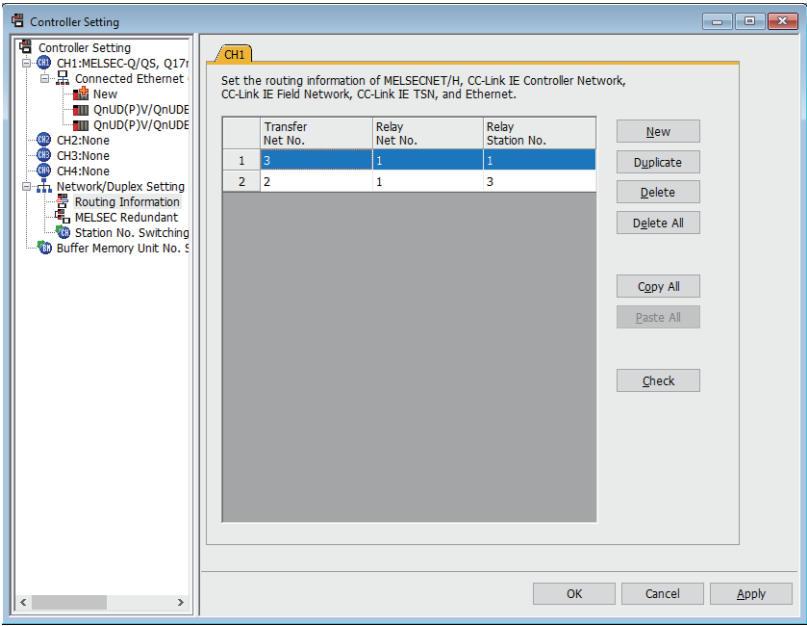 Controller Setting
Controller Setting
CH1:MELSEC-Q/QS, Q17r
Connected Ethernet
New
QnUD(P)V/QnUDE
QnUD(P)V/QnUDE
CH2:None
CH3:None
CH4:None
Network/Duplex Setting
Routing Information
MELSEC Redundant
Station No. Switching
Buffer Memory Unit No. S
CH1
Set the routing information of MELSECNET/H, CC-Link IE Controller Network,
CC-Link IE Field Network, CC-Link IE TSN, and Ethernet.
Transfer Net No. Relay Net No. Relay Station No.
1 3 1 1
2 2 1 3
New
Duplicate
Delete
Delete All
Copy All
Paste All
Check
OK Cancel Apply